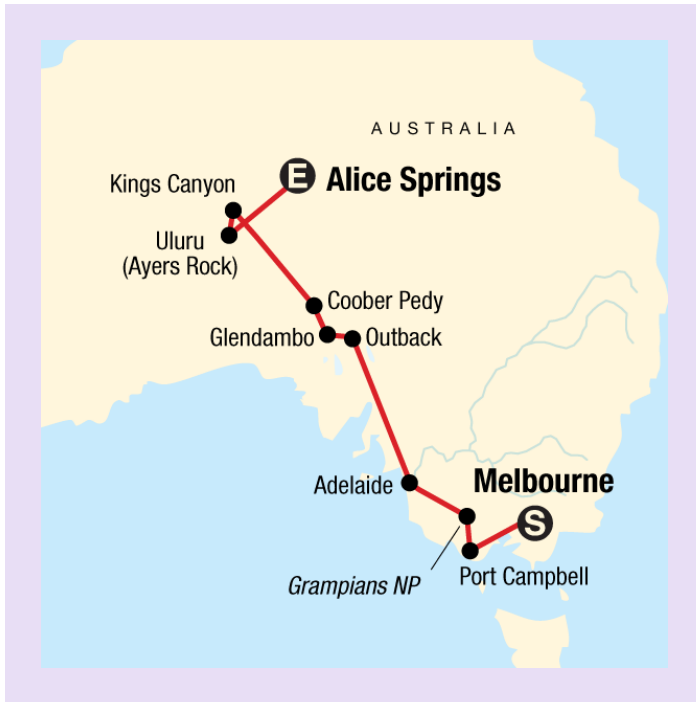 AUSTRALIA
E Alice Springs
Kings Canyon
Uluru
(Ayers Rock)
Coober Pedy
Glendambo
Outback
Adelaide
Melbourne
S
Grampians NP
Port Campbell